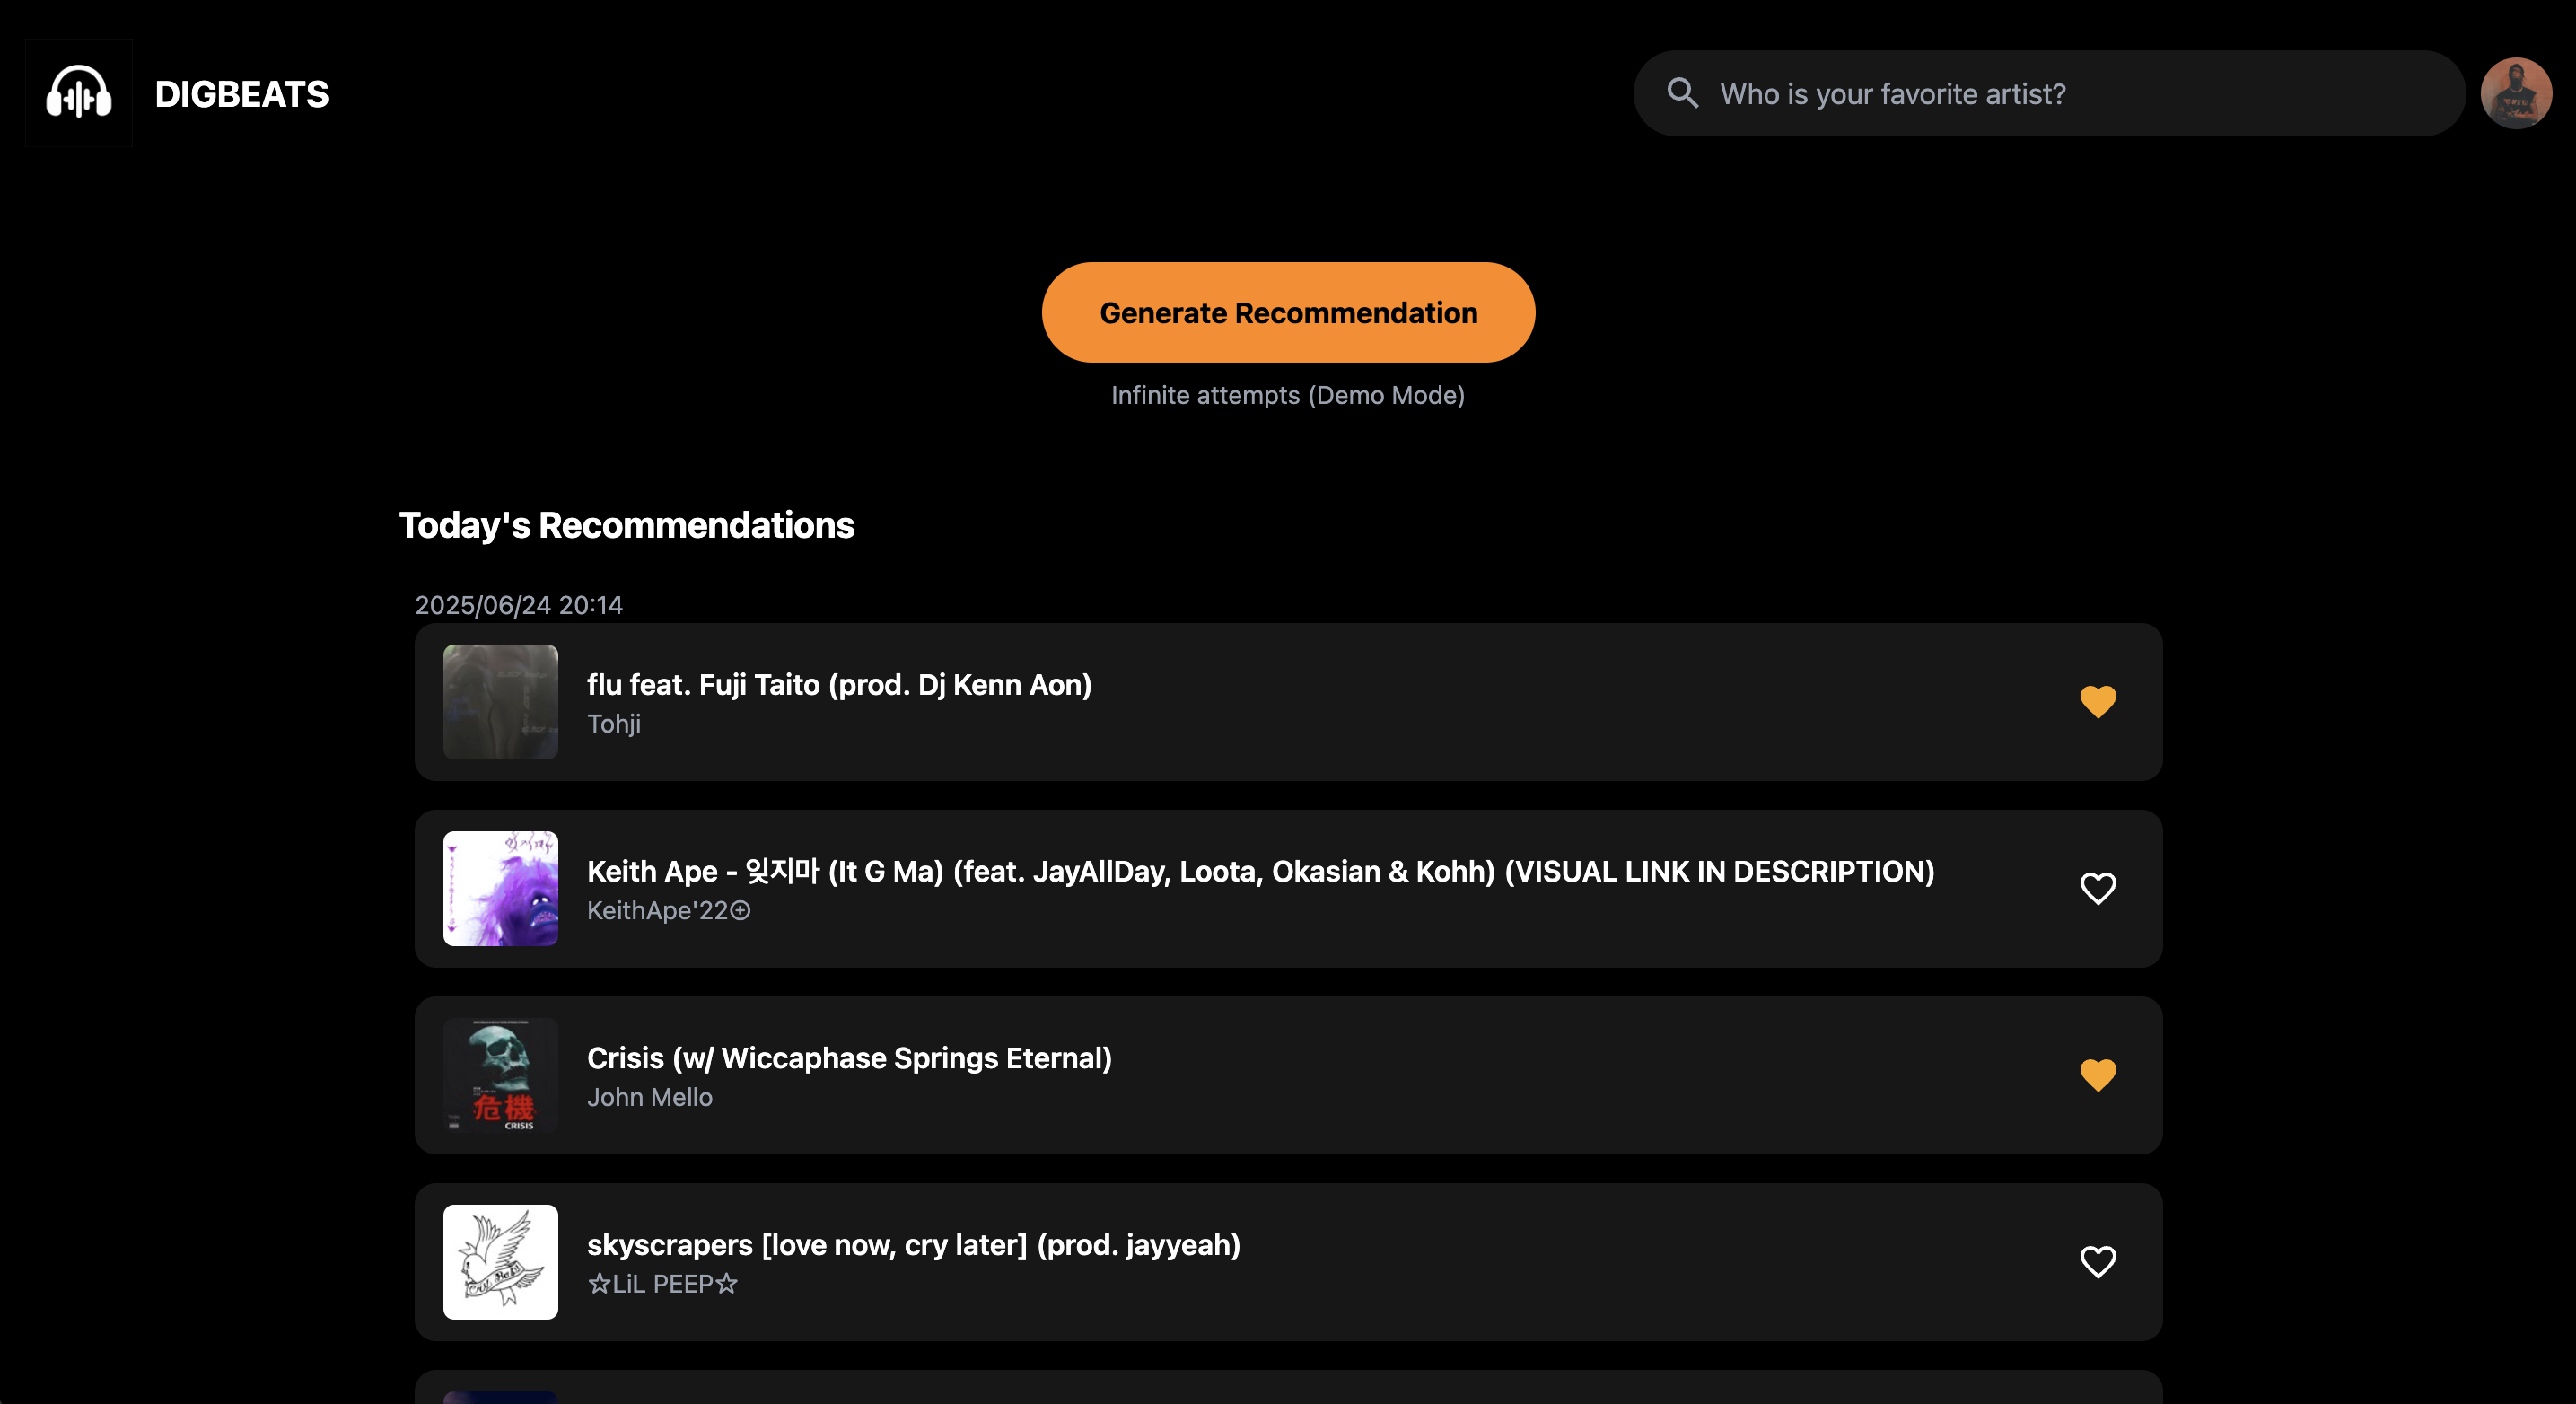 DIGBEATS
Who is your favorite artist?
Generate Recommendation
Infinite attempts (Demo Mode)
Today's Recommendations
2025/06/24 20:14
flu feat. Fuji Taito (prod. Dj Kenn Aon)
Tohji
Keith Ape - 잊지마 (It G Ma) (feat. JayAllDay, Loota, Okasian & Kohh) (VISUAL LINK IN DESCRIPTION)
KeithApe'22⊕
危機
CRISIS
Crisis (w/ Wiccaphase Springs Eternal)
John Mello
skyscrapers [love now, cry later] (prod. jayyeah)
☆LiL PEEP☆